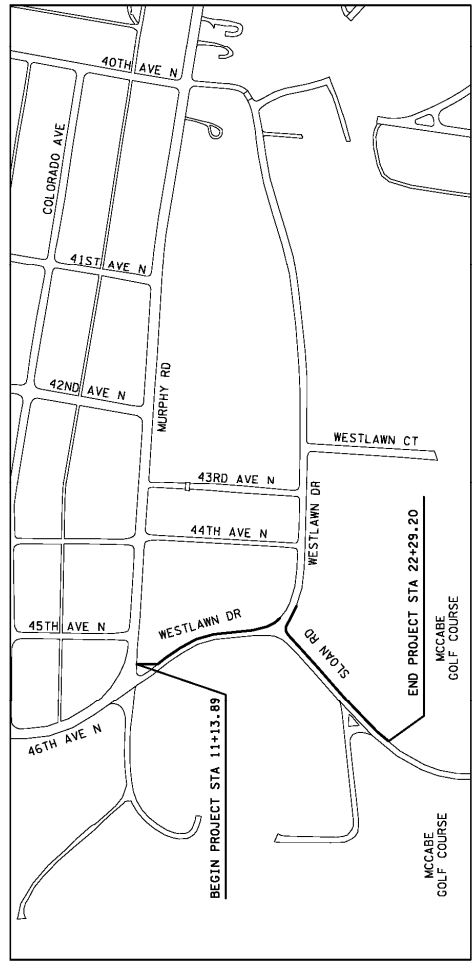 40TH AVE N
COLORADO AVE
41ST AVE N
42ND AVE N
MURPHY RD
WESTLAWN CT
43RD AVE N
WESTLAWN DR
44TH AVE N
45TH AVE N
WESTLAWN DR
SLOAN RD
46TH AVE N
BEGIN PROJECT STA 11+13.89
END PROJECT STA 22+29.20
MCCABE
GOLF COURSE
MCCABE
GOLF COURSE